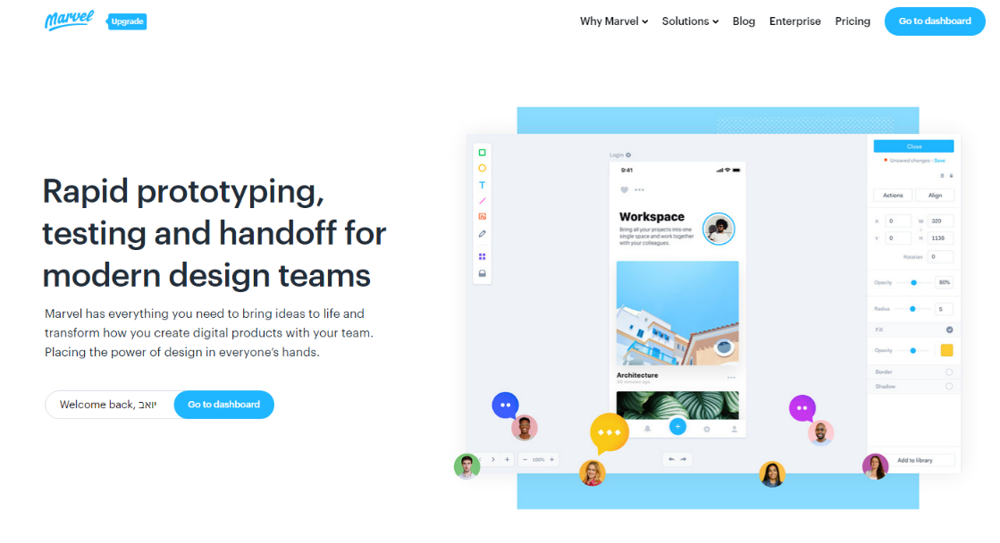 Marvel
Upgrade
Why Marvel
Solutions
Blog
Enterprise
Pricing
Go to dashboard
Rapid prototyping,
testing and handoff for
modern design teams
Marvel has everything you need to bring ideas to life and
transform how you create digital products with your team.
Placing the power of design in everyone's hands.
Welcome back, יואב
Go to dashboard
Login
9:41
Workspace
Bring all your projects into one
single space and work together
with your colleagues.
Architecture
30 minutes ago
100%
Close
Unsaved changes - Save
Actions
Align
X 0 W 320
Y 0 H 1136
Rotation 0
Opacity 80%
Radius 5
Fill
Opacity
Border
Shadow
Add to library